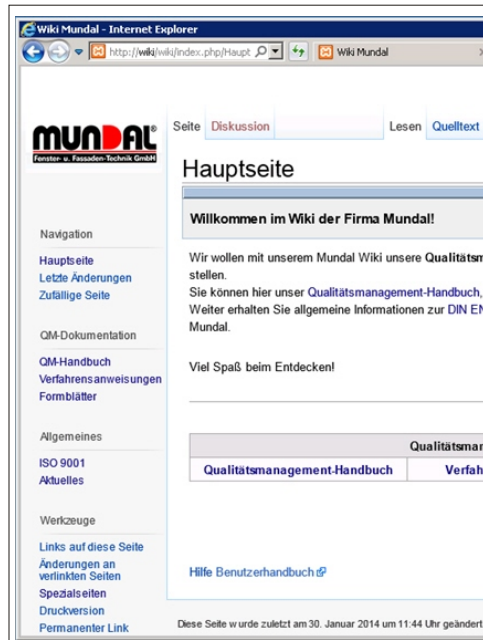 Wiki Mundal - Internet Explorer
http://wiki/wiki/index.php/Haupt
Wiki Mundal
MUNDAL®
Fenster- u. Fassaden-Technik GmbH
Seite Diskussion Lesen Quelltext
Hauptseite
Willkommen im Wiki der Firma Mundal!
Wir wollen mit unserem Mundal Wiki unsere Qualitätsm
stellen.
Sie können hier unser Qualitätsmanagement-Handbuch,
Weiter erhalten Sie allgemeine Informationen zur DIN EN
Mundal.
Viel Spaß beim Entdecken!
Qualitätsmar
Qualitätsmanagement-Handbuch Verfah
Hilfe Benutzerhandbuch
Navigation
Hauptseite
Letzte Änderungen
Zufällige Seite
QM-Dokumentation
QM-Handbuch
Verfahrensanweisungen
Formblätter
Allgemeines
ISO 9001
Aktuelles
Werkzeuge
Links auf diese Seite
Änderungen an
verlinkten Seiten
Spezialseiten
Druckversion
Permanenter Link
Diese Seite wurde zuletzt am 30. Januar 2014 um 11:44 Uhr geändert